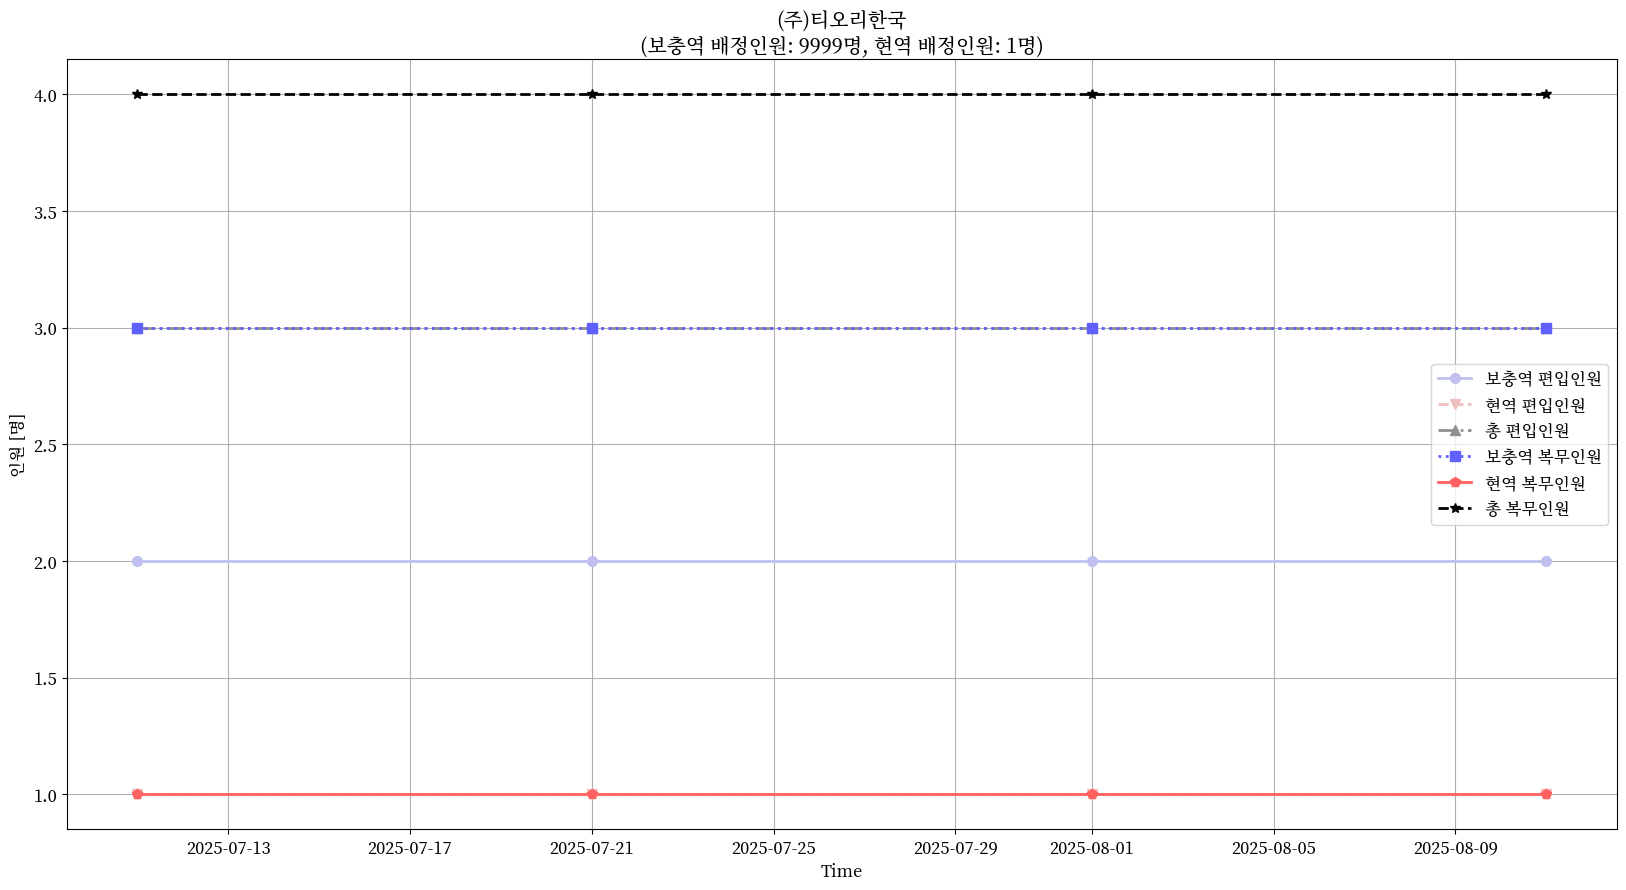 (주)티오리한국
(보충역 배정인원: 9999명, 현역 배정인원: 1명)
인원 [명]
4.0
3.5
3.0
2.5
2.0
1.5
1.0
보충역 편입인원
현역 편입인원
총 편입인원
보충역 복무인원
현역 복무인원
총 복무인원
2025-07-13
2025-07-17
2025-07-21
2025-07-25
2025-07-29
2025-08-01
2025-08-05
2025-08-09
Time